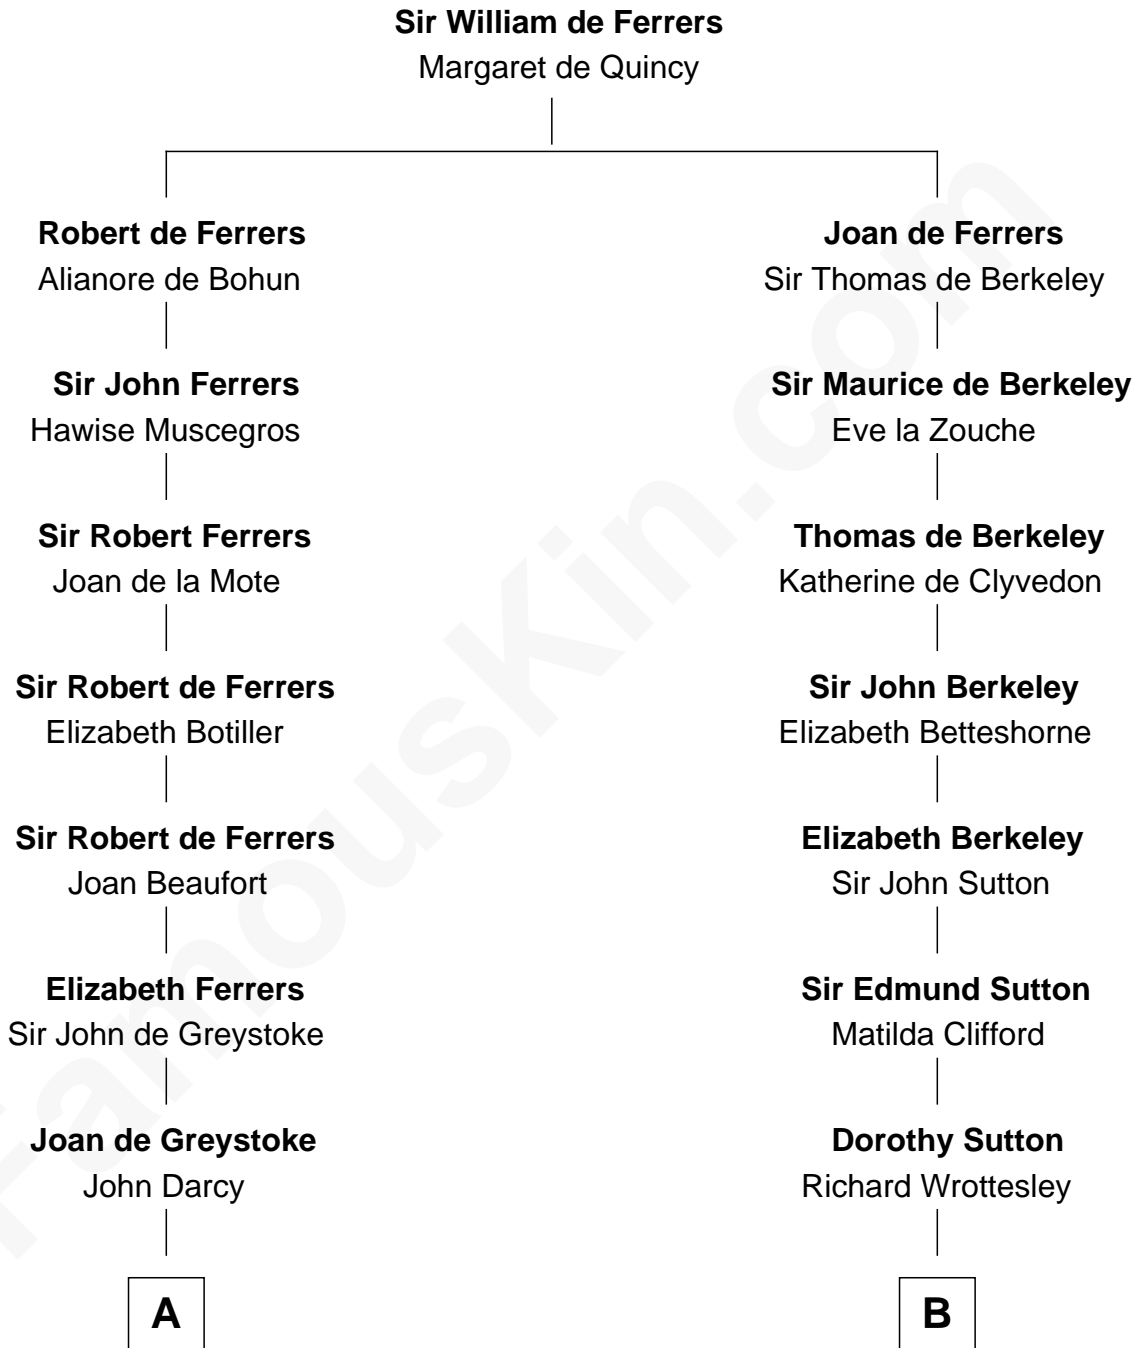 Sir William de Ferrers
Margaret de Quincy
Robert de Ferrers
Alianore de Bohun
Joan de Ferrers
Sir Thomas de Berkeley
Sir John Ferrers
Hawise Muscegros
Sir Maurice de Berkeley
Eve la Zouche
Sir Robert Ferrers
Joan de la Mote
Thomas de Berkeley
Katherine de Clyvedon
Sir Robert de Ferrers
Elizabeth Botiller
Sir John Berkeley
Elizabeth Betteshorne
Sir Robert de Ferrers
Joan Beaufort
Elizabeth Berkeley
Sir John Sutton
Elizabeth Ferrers
Sir John de Greystoke
Sir Edmund Sutton
Matilda Clifford
Joan de Greystoke
John Darcy
Dorothy Sutton
Richard Wrottesley
A
B
FamousKin.com